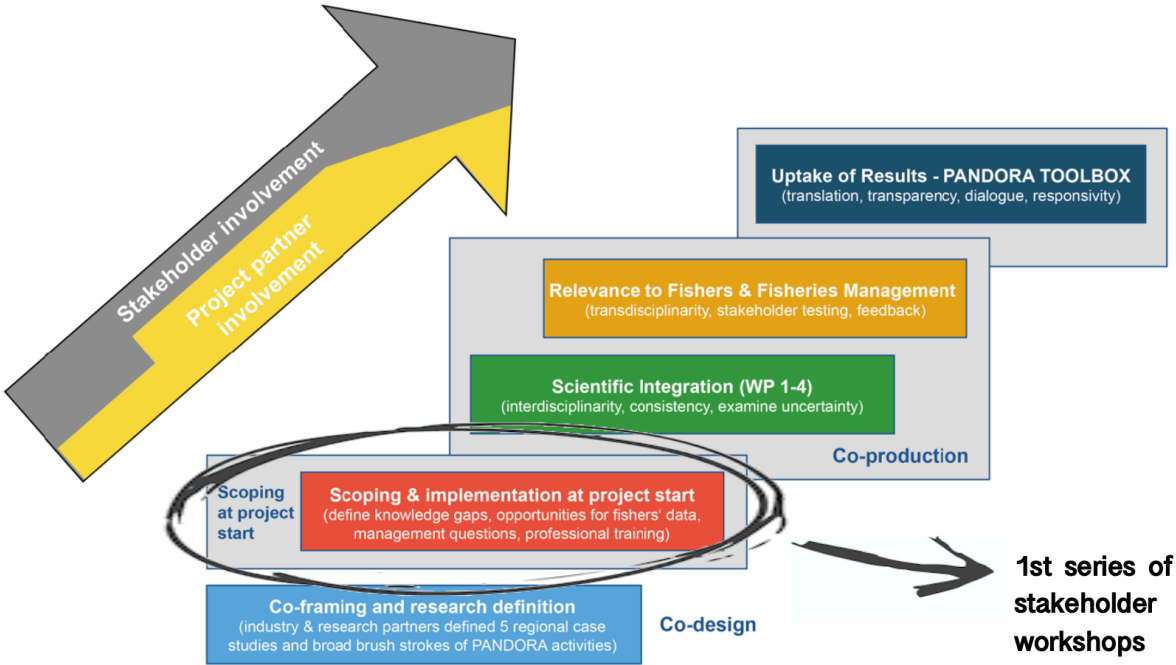 Stakeholder involvement
Project partner
involvement
Uptake of Results - PANDORA TOOLBOX
(translation, transparency, dialogue, responsivity)
Relevance to Fishers & Fisheries Management
(transdisciplinarity, stakeholder testing, feedback)
Scientific Integration (WP 1-4)
(interdisciplinarity, consistency, examine uncertainty)
Co-production
Scoping
at project
start
Scoping & implementation at project start
(define knowledge gaps, opportunities for fishers' data,
management questions, professional training)
Co-framing and research definition
(industry & research partners defined 5 regional case
studies and broad brush strokes of PANDORA activities)
Co-design
1st series of
stakeholder
workshops